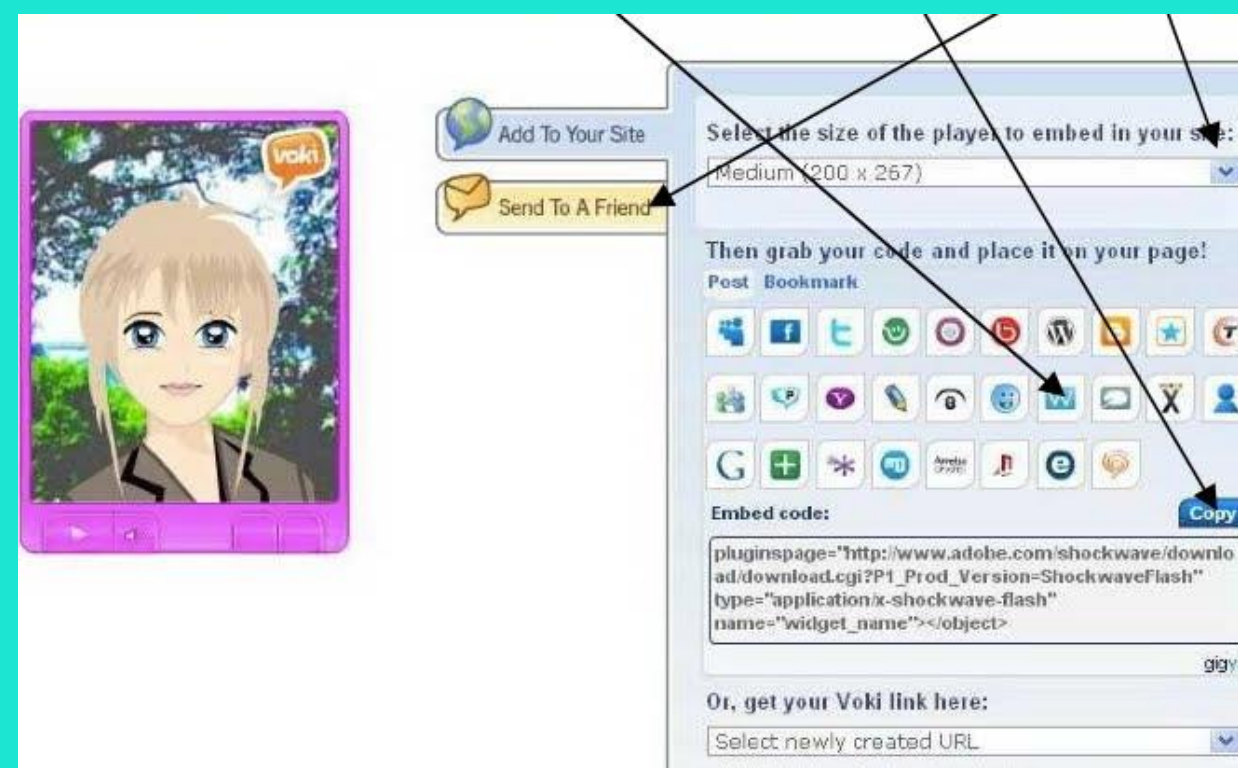 voki
Add To Your Site
Send To A Friend
Select the size of the player to embed in your site:
Medium (200 x 267)
Then grab your code and place it on your page!
Post Bookmark
Embed code:
Copy
pluginspage="http://www.adobe.com/shockwave/downlo
ad/download.cgi?P1_Prod_Version=ShockwaveFlash"
type="application/x-shockwave-flash"
name="widget_name"></object>
gigy
Or, get your Voki link here:
Select newly created URL